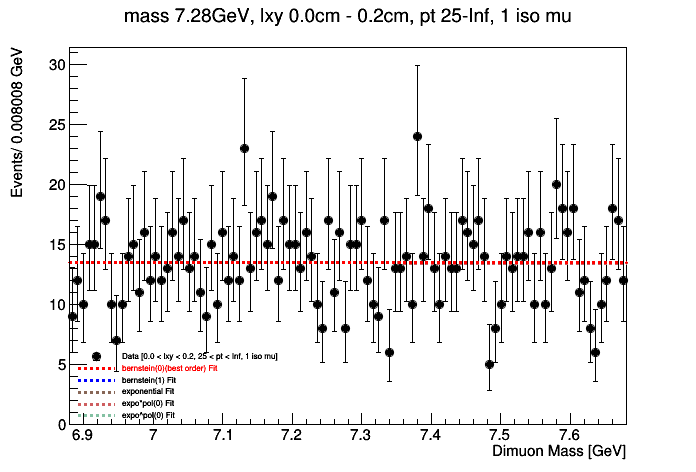 mass 7.28GeV, lxy 0.0cm - 0.2cm, pt 25-Inf, 1 iso mu
Events/ 0.008008 GeV
30
25
20
15
10
5
0
Data [0.0 < lxy < 0.2, 25 < pt < Inf, 1 iso mu]
bernstein(0)(best order) Fit
bernstein(1) Fit
exponential Fit
expo*pol(0) Fit
expo*pol(0) Fit
6.9 7 7.1 7.2 7.3 7.4 7.5 7.6
Dimuon Mass [GeV]